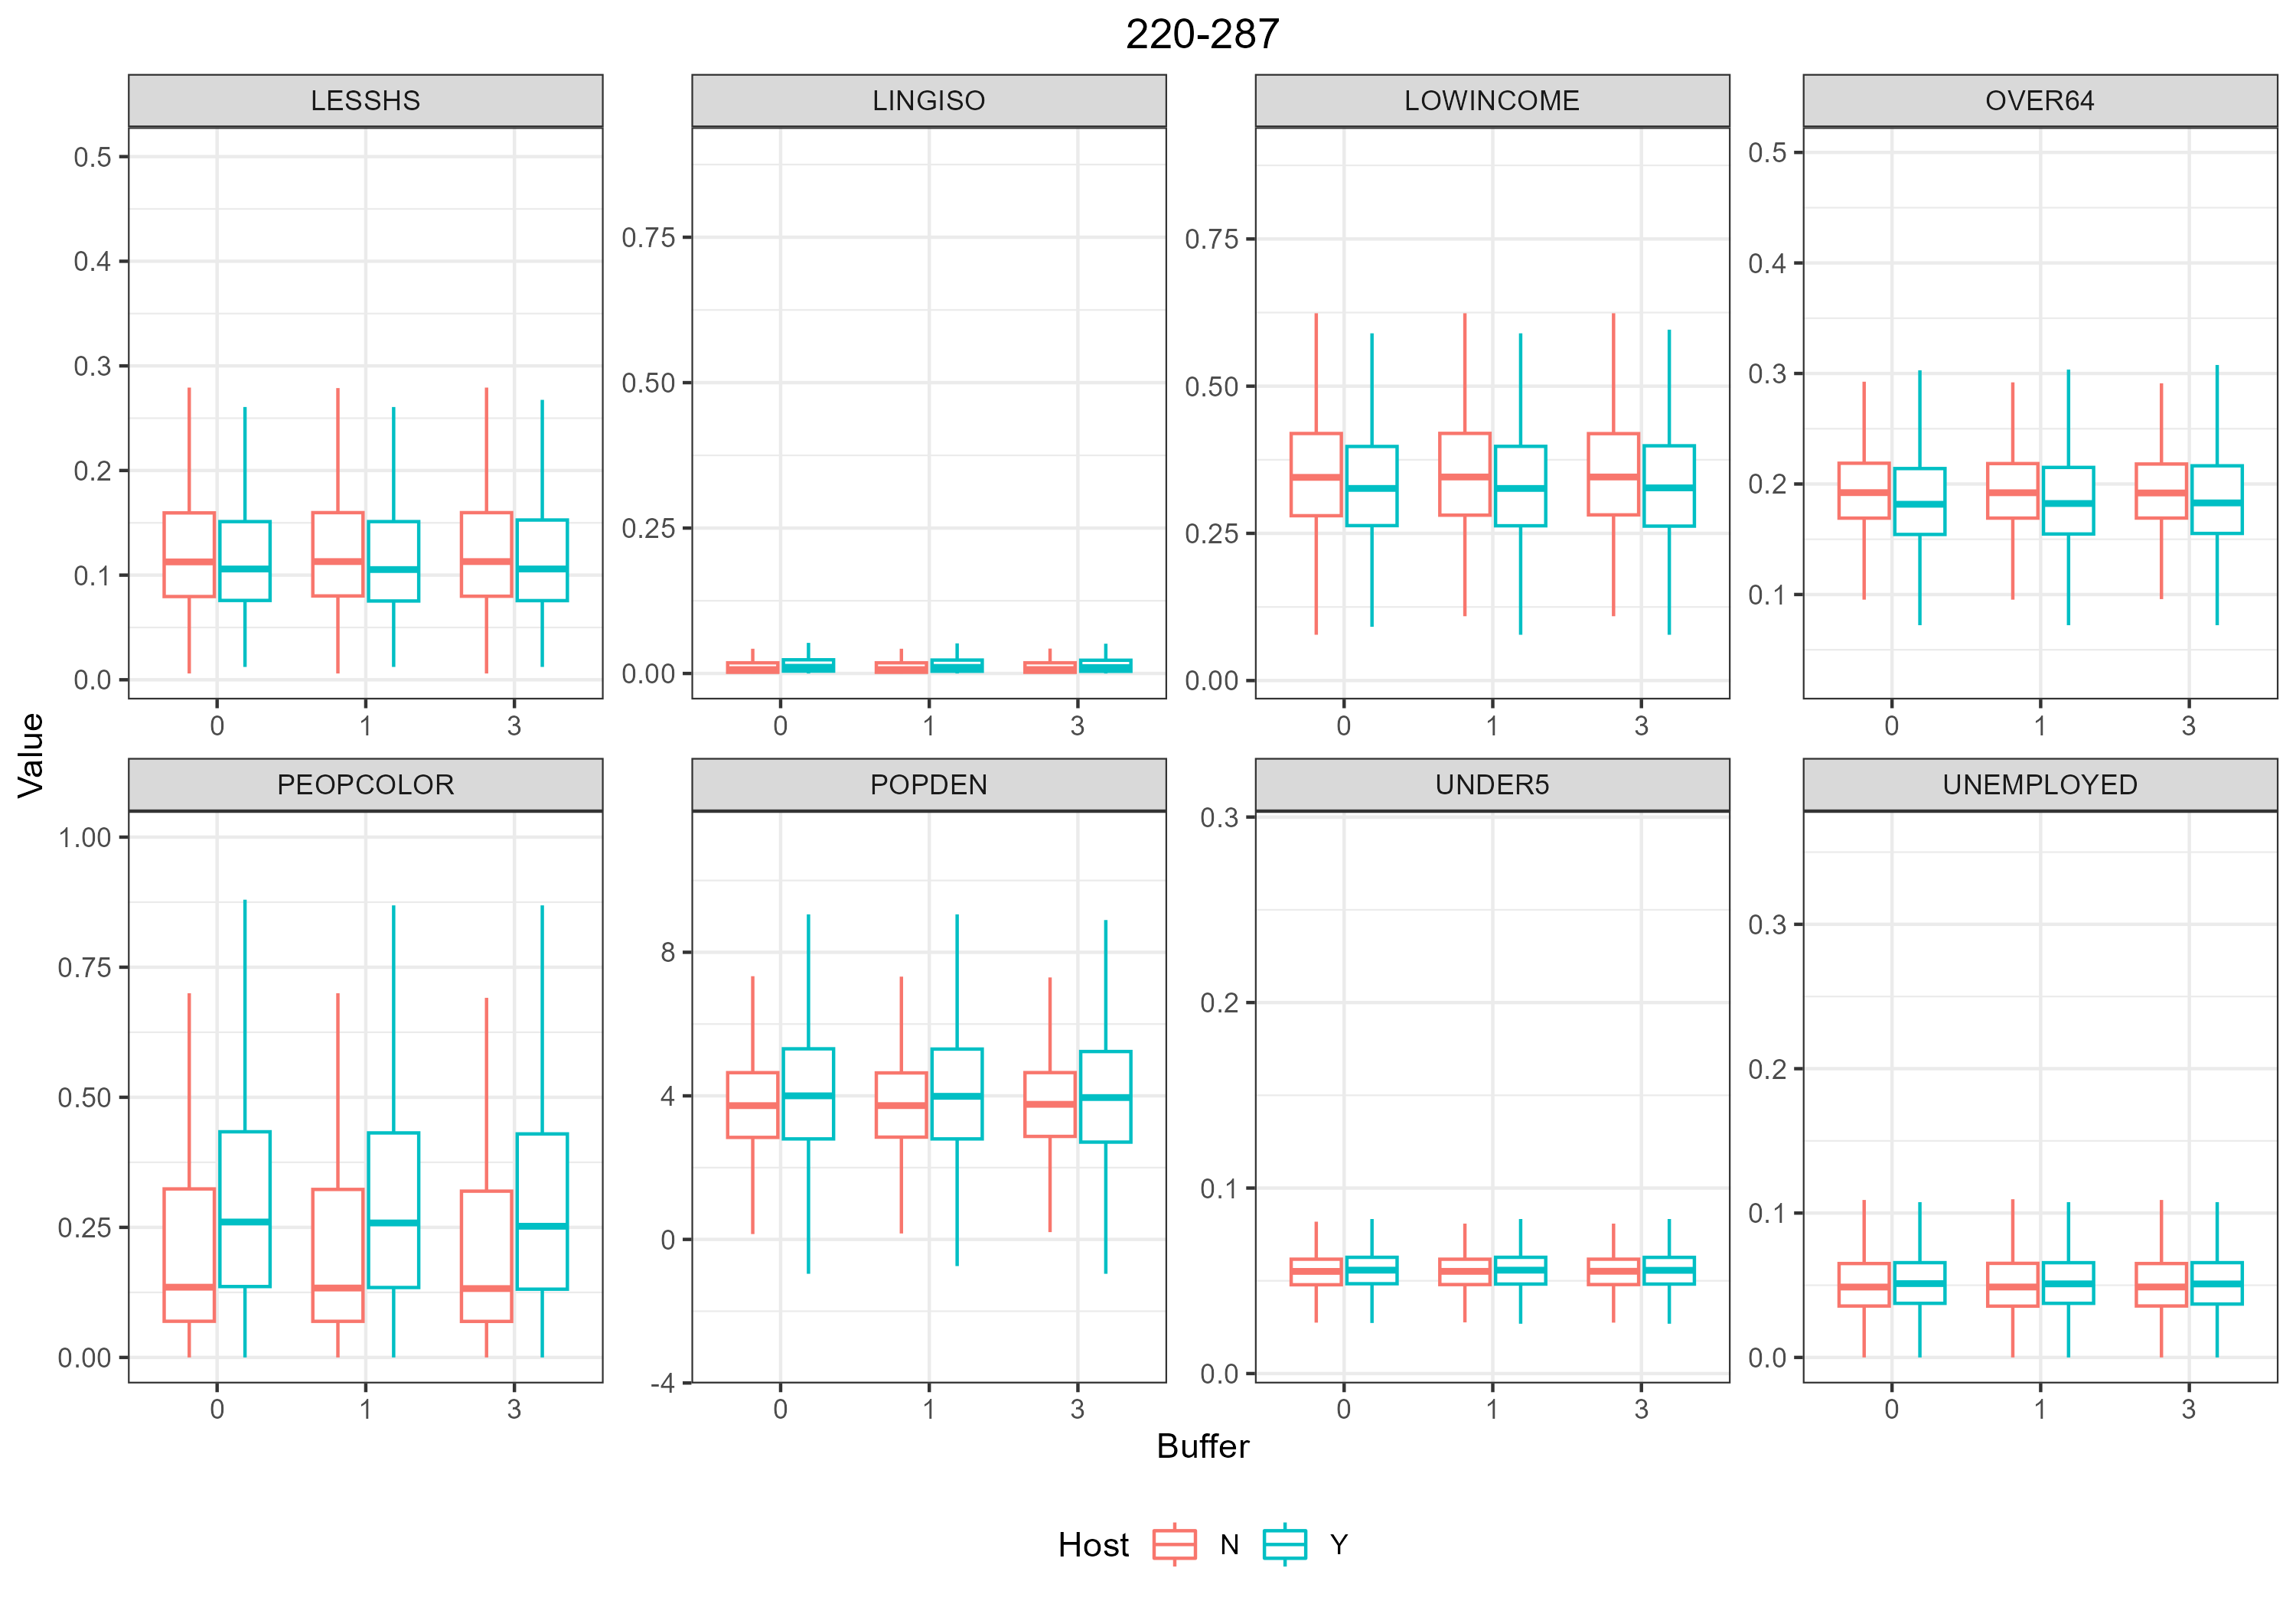 220-287
LESSHS LINGISO LOWINCOME OVER64
0.5 0.4 0.3 0.2 0.1 0.0
0.75 0.50 0.25 0.00
0.75 0.50 0.25 0.00
0.5 0.4 0.3 0.2 0.1
0 1 3 0 1 3 0 1 3 0 1 3
Value
PEOPCOLOR POPDEN UNDER5 UNEMPLOYED
1.00 0.75 0.50 0.25 0.00
8 4 0 -4
0.3 0.2 0.1 0.0
0.3 0.2 0.1 0.0
0 1 3 0 1 3 0 1 3 0 1 3
Buffer
Host N Y